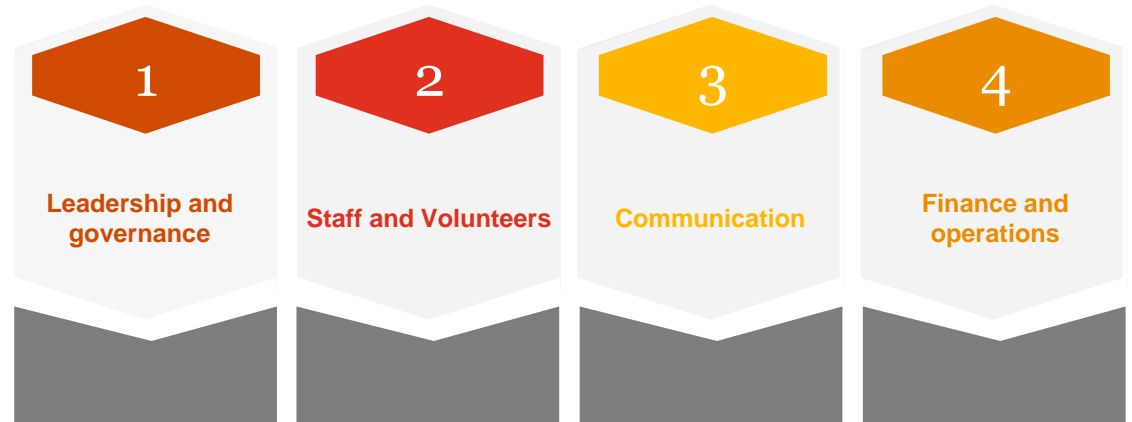 1
Leadership and
governance
2
Staff and Volunteers
3
Communication
4
Finance and
operations